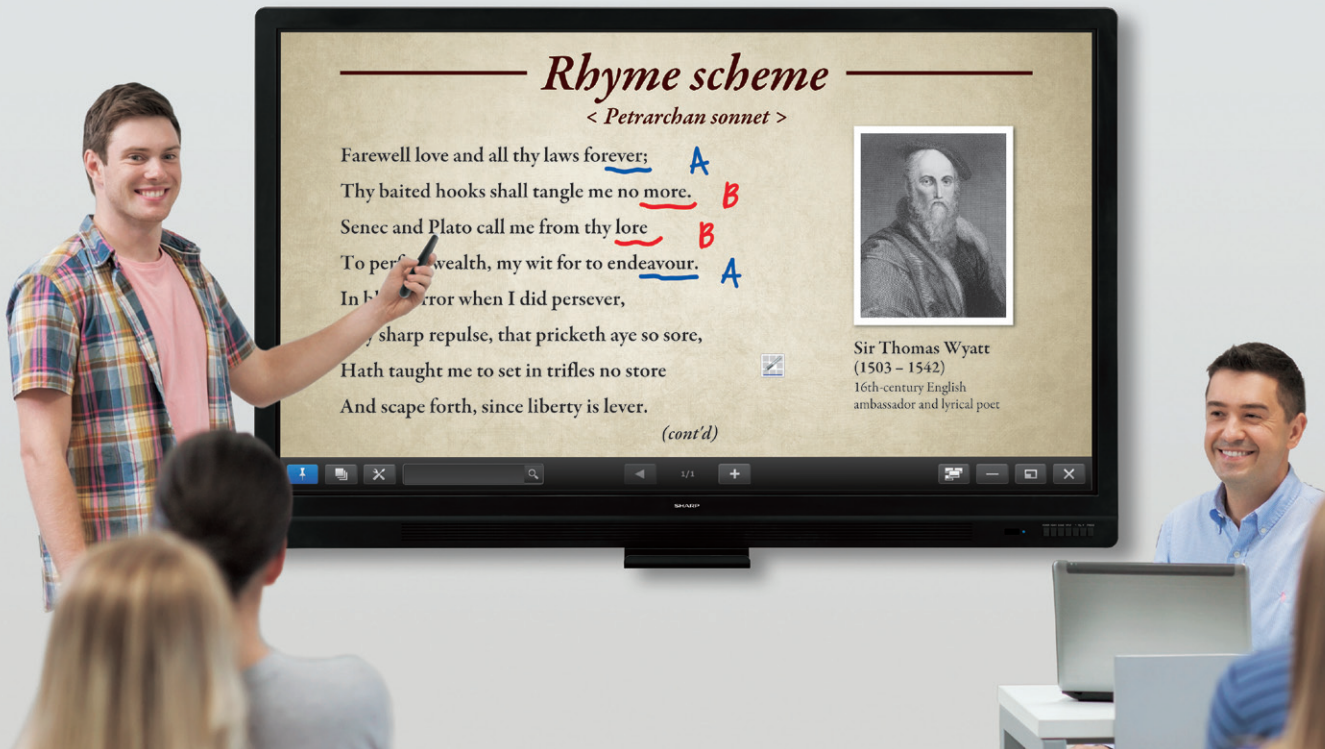 Rhyme scheme
< Petrarchan sonnet >
Farewell love and all thy laws forever; A
Thy baited hooks shall tangle me no more. B
Senec and Plato call me from thy lore B
To perf wealth, my wit for to endeavour. A
In bl rror when I did persever,
y sharp repulse, that pricketh aye so sore,
Hath taught me to set in trifles no store
And scape forth, since liberty is lever.
(cont'd)
Sir Thomas Wyatt
(1503 – 1542)
16th-century English
ambassador and lyrical poet
1/1
SHARP